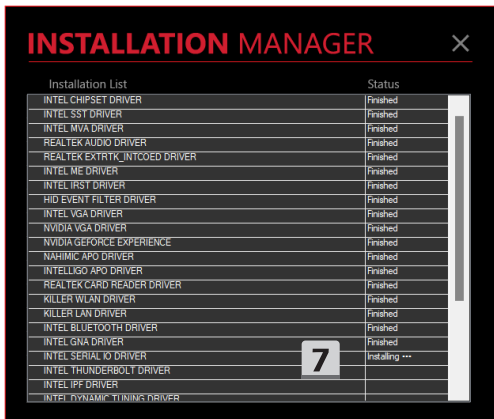 INSTALLATION MANAGER
Installation List Status
INTEL CHIPSET DRIVER Finished
INTEL SST DRIVER Finished
INTEL MVA DRIVER Finished
REALTEK AUDIO DRIVER Finished
REALTEK EXTRTK_INTCOED DRIVER Finished
INTEL ME DRIVER Finished
INTEL IRST DRIVER Finished
HID EVENT FILTER DRIVER Finished
INTEL VGA DRIVER Finished
NVIDIA VGA DRIVER Finished
NVIDIA GEFORCE EXPERIENCE Finished
NAHIMIC APO DRIVER Finished
INTELLIGO APO DRIVER Finished
REALTEK CARD READER DRIVER Finished
KILLER WLAN DRIVER Finished
KILLER LAN DRIVER Finished
INTEL BLUETOOTH DRIVER Finished
INTEL GNA DRIVER Finished
INTEL SERIAL IO DRIVER 7 Installing ---
INTEL THUNDERBOLT DRIVER
INTEL IPF DRIVER
INTEL DYNAMIC TUNING DRIVER